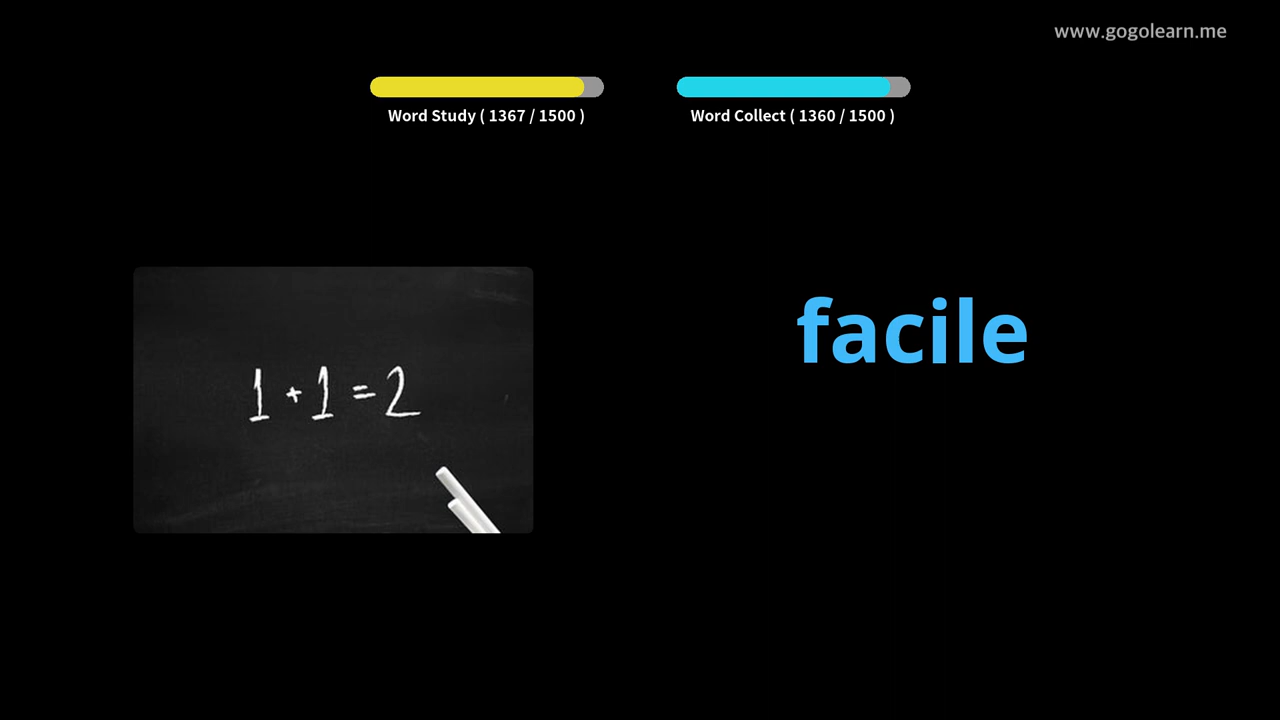 www.gogolearn.me
Word Study ( 1367 / 1500 )
Word Collect ( 1360 / 1500 )
facile
1 + 1 = 2